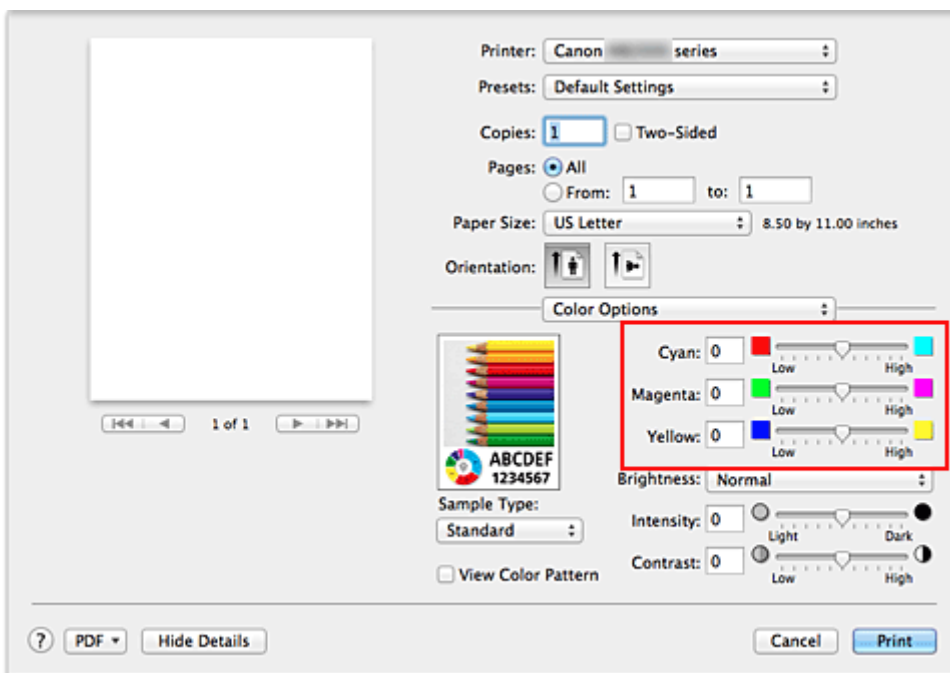 Printer: Canon series
Presets: Default Settings
Copies: 1 Two-Sided
Pages: All
From: 1 to: 1
Paper Size: US Letter 8.50 by 11.00 inches
Orientation:
Color Options
Cyan: 0
Low High
Magenta: 0
Low High
Yellow: 0
Low High
1 of 1
ABCDEF
1234567
Sample Type:
Standard
View Color Pattern
Brightness: Normal
Intensity: 0
Light Dark
Contrast: 0
Low High
? PDF Hide Details Cancel Print